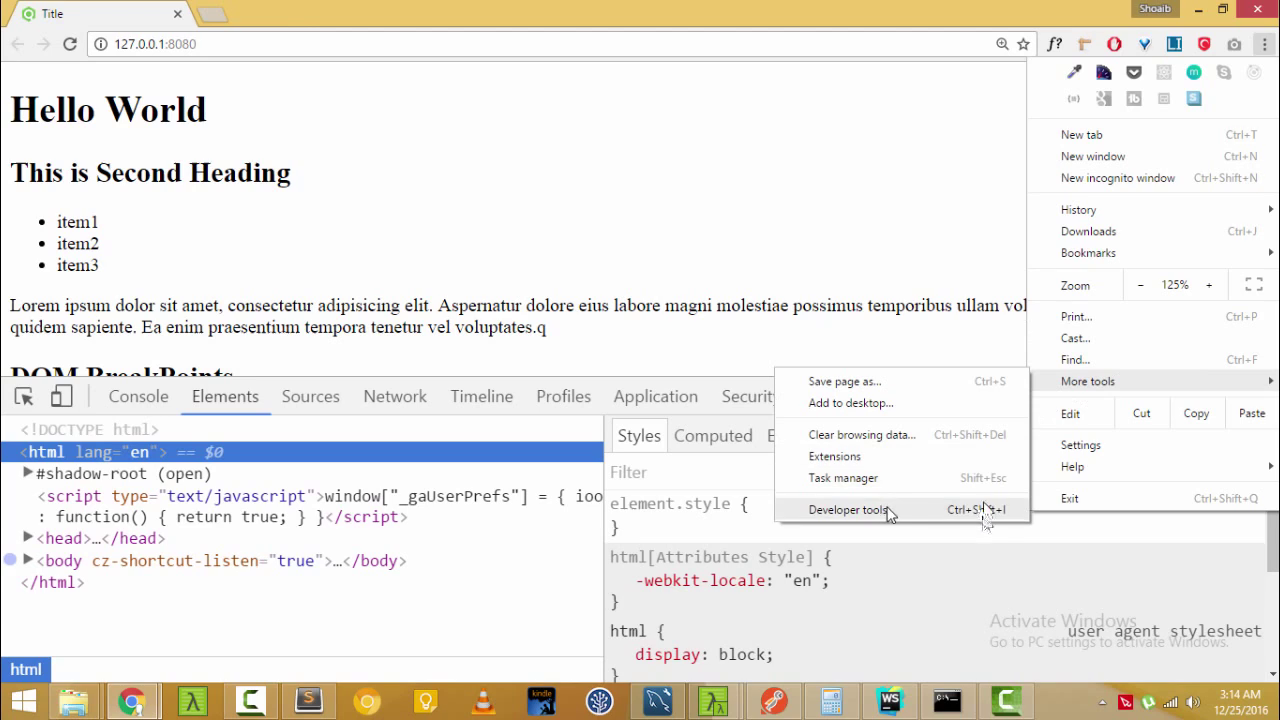 Title
Shoaib
127.0.0.1:8080
f?
Hello World
This is Second Heading
item1
item2
item3
Lorem ipsum dolor sit amet, consectetur adipisicing elit. Aspernatur dolore eius labore magni molestiae possimus temporibus ullam vol
quidem sapiente. Ea enim praesentium tempora tenetur vel voluptates.q
DOM BreakPoints
New tab Ctrl+T
New window Ctrl+N
New incognito window Ctrl+Shift+N
History
Downloads Ctrl+J
Bookmarks
Zoom − 125% +
Print... Ctrl+P
Cast...
Find... Ctrl+F
More tools
Edit Cut Copy Paste
Settings
Help
Exit Ctrl+Shift+Q
Save page as... Ctrl+S
Add to desktop...
Clear browsing data... Ctrl+Shift+Del
Extensions
Task manager Shift+Esc
Developer tools Ctrl+Shift+I
Console Elements Sources Network Timeline Profiles Application Securit
<!DOCTYPE html>
<html lang="en"> == $0
#shadow-root (open)
<script type="text/javascript">window["_gaUserPrefs"] = { ioo
: function() { return true; } }</script>
<head>…</head>
<body cz-shortcut-listen="true">…</body>
</html>
html
Styles Computed E
Filter
element.style {
}
html[Attributes Style] {
-webkit-locale: "en";
}
html { user agent stylesheet
display: block;
}
Activate Windows
Go to PC settings to activate Windows.
kindle
WS
3:14 AM
12/25/2016